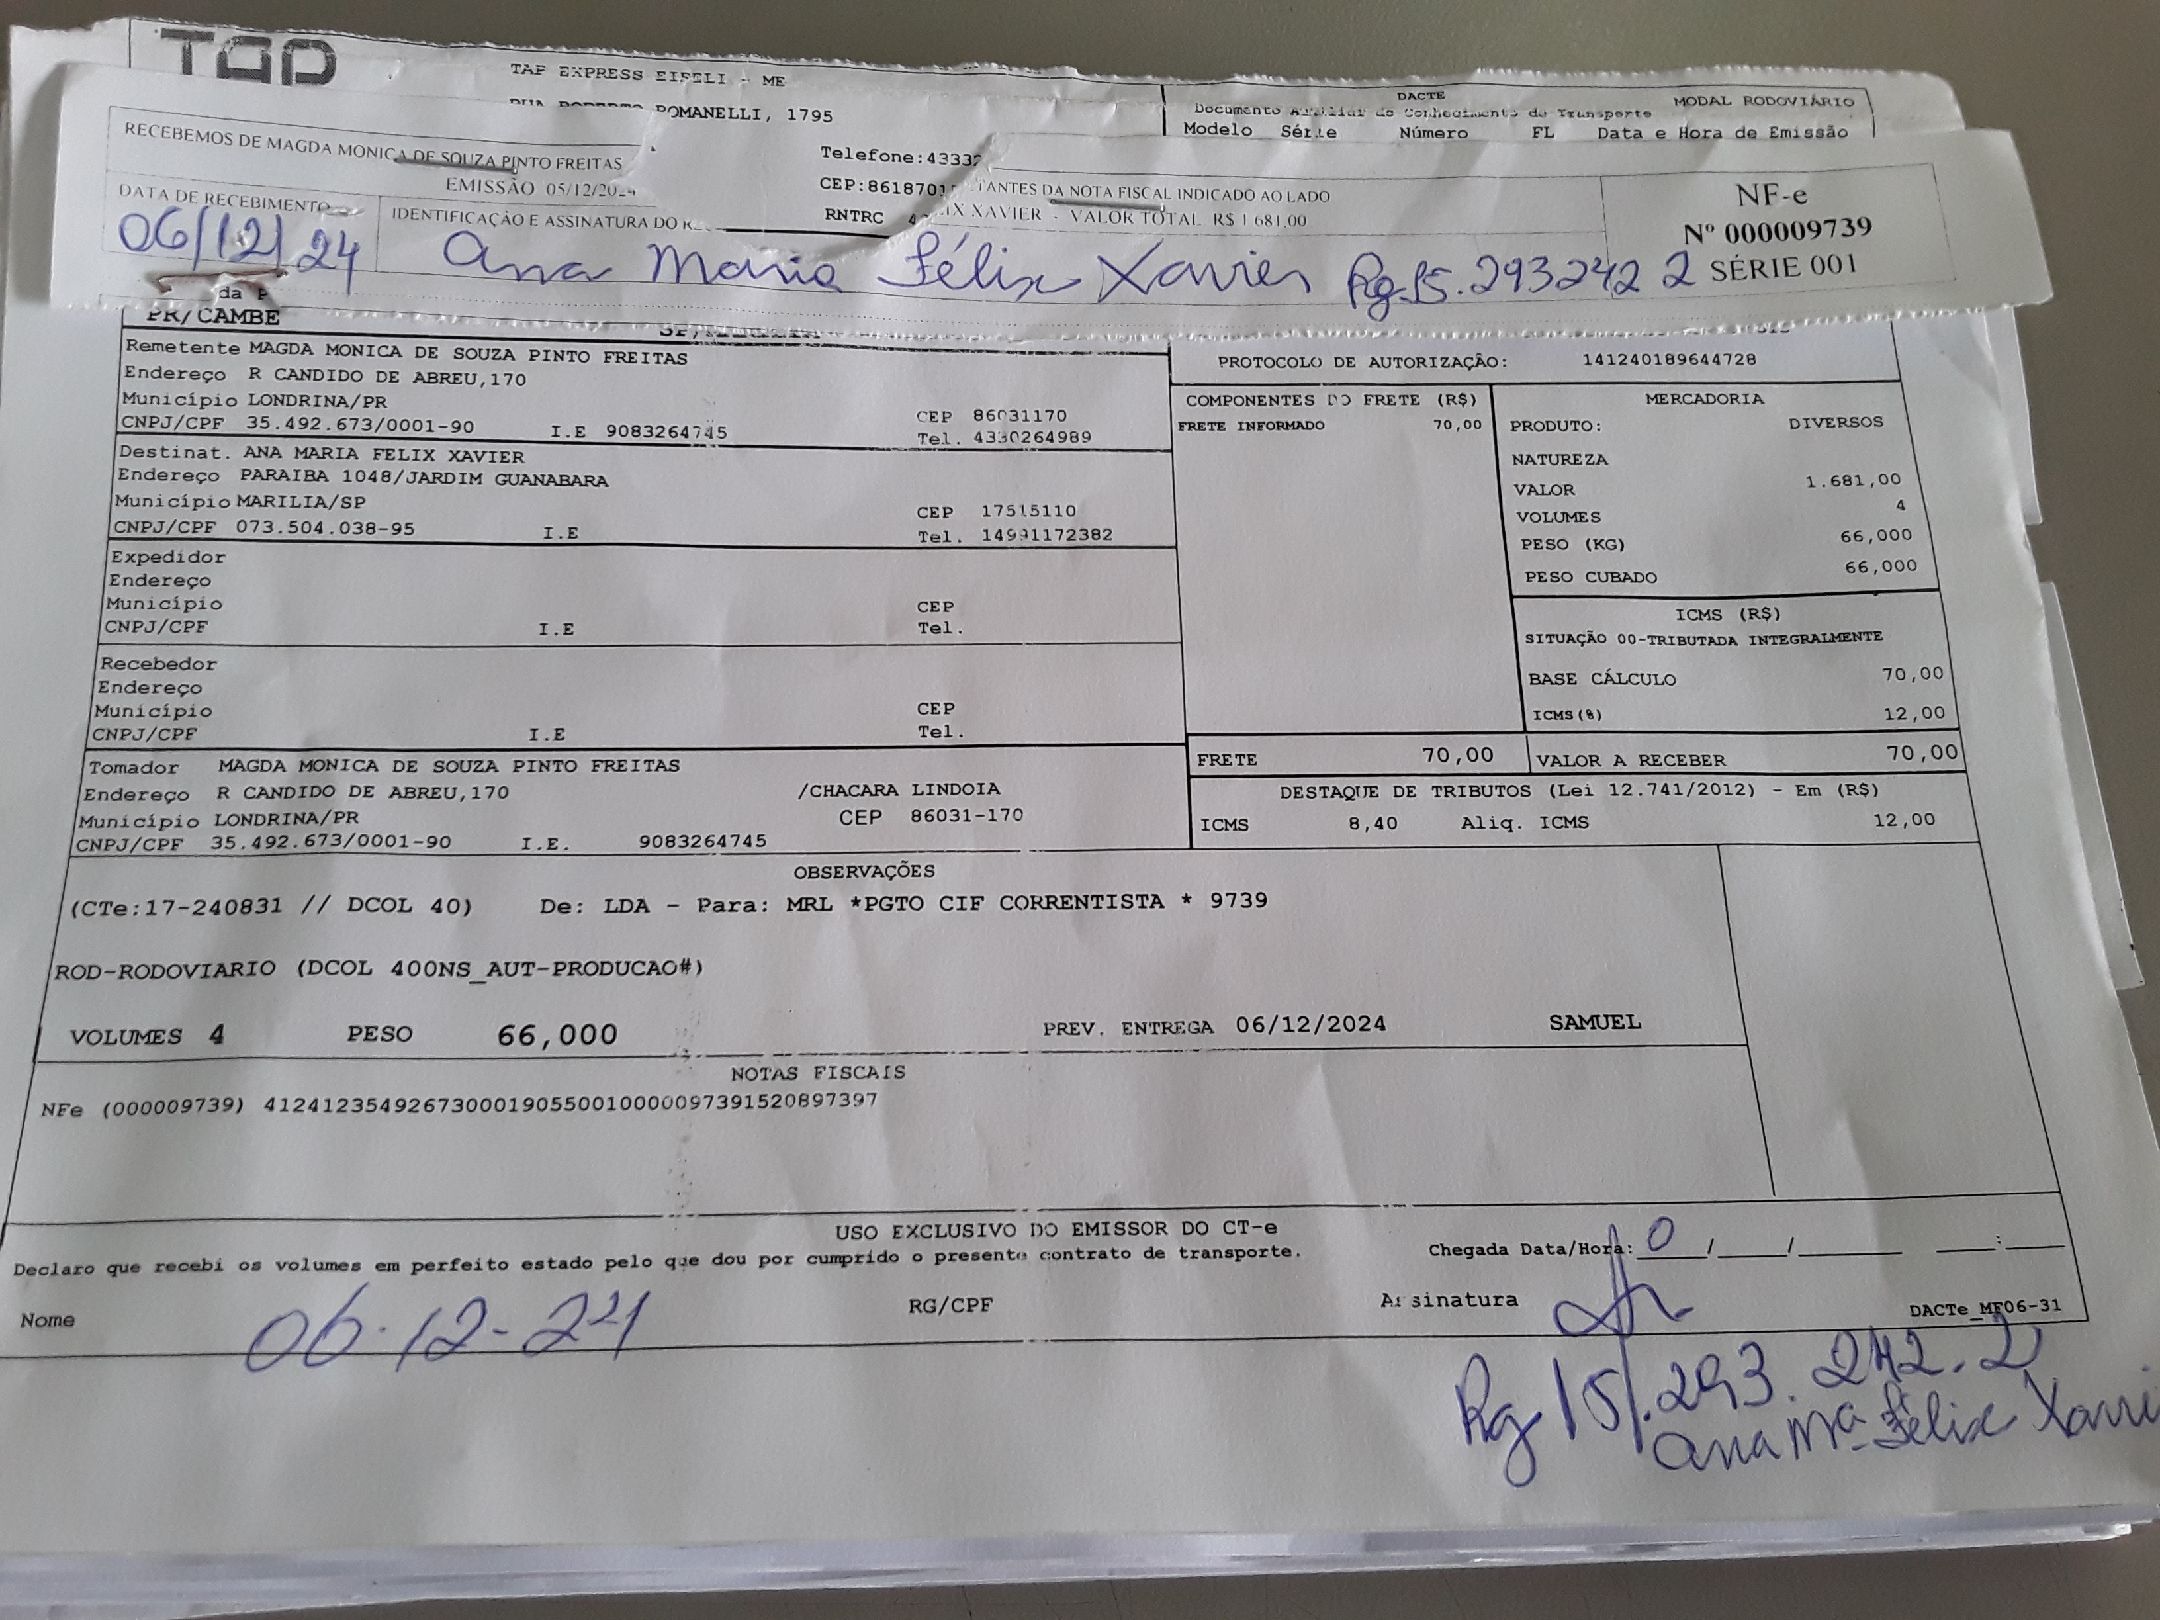 TAP
TAP EXPRESS EIRELI - ME
ROMANELLI, 1795
DACTE
MODAL RODOVIÁRIO
Documento Auxiliar do Conhecimento de Transporte
Modelo Série Número FL Data e Hora de Emissão
RECEBEMOS DE MAGDA MONICA DE SOUZA PINTO FREITAS
Telefone:43332
TANTES DA NOTA FISCAL INDICADO AO LADO
EMISSÃO 05/12/2024
CEP:8618701
IX XAVIER - VALOR TOTAL R$ 1.681,00
NF-e
Nº 000009739
SÉRIE 001
DATA DE RECEBIMENTO
IDENTIFICAÇÃO E ASSINATURA DO R
RNTRC
06/12/24
Ana Maria Félix Xavier Rg.15.293242 2
da P
PR/CAMBE
Remetente MAGDA MONICA DE SOUZA PINTO FREITAS
Endereço R CANDIDO DE ABREU,170
Município LONDRINA/PR
CEP 86031170
CNPJ/CPF 35.492.673/0001-90 I.E 9083264745
Tel. 4330264989
Destinat. ANA MARIA FELIX XAVIER
Endereço PARAIBA 1048/JARDIM GUANABARA
Município MARILIA/SP
CEP 17515110
CNPJ/CPF 073.504.038-95 I.E
Tel. 14991172382
Expedidor
Endereço
Município
CEP
CNPJ/CPF I.E
Tel.
Recebedor
Endereço
Município
CEP
CNPJ/CPF I.E
Tel.
Tomador MAGDA MONICA DE SOUZA PINTO FREITAS
Endereço R CANDIDO DE ABREU,170 /CHACARA LINDOIA
Município LONDRINA/PR CEP 86031-170
CNPJ/CPF 35.492.673/0001-90 I.E. 9083264745
PROTOCOLO DE AUTORIZAÇÃO: 141240189644728
COMPONENTES DO FRETE (R$)
FRETE INFORMADO 70,00
MERCADORIA
PRODUTO: DIVERSOS
NATUREZA
VALOR 1.681,00
VOLUMES 4
PESO (KG) 66,000
PESO CUBADO 66,000
ICMS (R$)
SITUAÇÃO 00-TRIBUTADA INTEGRALMENTE
BASE CÁLCULO 70,00
ICMS(%) 12,00
FRETE 70,00
VALOR A RECEBER 70,00
DESTAQUE DE TRIBUTOS (Lei 12.741/2012) - Em (R$)
ICMS 8,40 Aliq. ICMS 12,00
OBSERVAÇÕES
(CTe:17-240831 // DCOL 40) De: LDA - Para: MRL *PGTO CIF CORRENTISTA * 9739
ROD-RODOVIARIO (DCOL 400NS_AUT-PRODUCAO#)
VOLUMES 4 PESO 66,000 PREV. ENTREGA 06/12/2024 SAMUEL
NOTAS FISCAIS
NFe (000009739) 41241235492673000190550010000097391520897397
USO EXCLUSIVO DO EMISSOR DO CT-e
Declaro que recebi os volumes em perfeito estado pelo que dou por cumprido o presente contrato de transporte.
Chegada Data/Hora: 0 / / :
Nome 06-12-24 RG/CPF Assinatura
DACTe_MF06-31
Rg 15.293.242.2
Ana Mª Félix Xavi